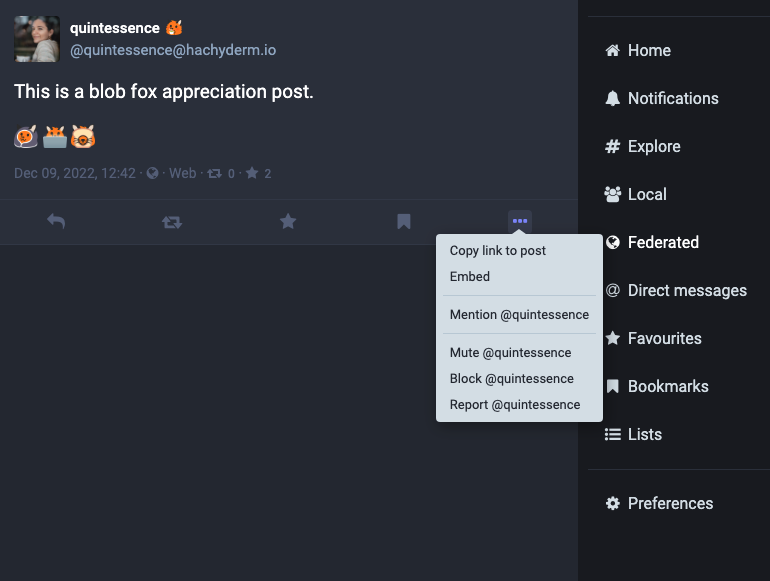 quintessence
@quintessence@hachyderm.io
This is a blob fox appreciation post.
Dec 09, 2022, 12:42 · · Web · 0 · 2
Copy link to post
Embed
Mention @quintessence
Mute @quintessence
Block @quintessence
Report @quintessence
Home
Notifications
Explore
Local
Federated
Direct messages
Favourites
Bookmarks
Lists
Preferences